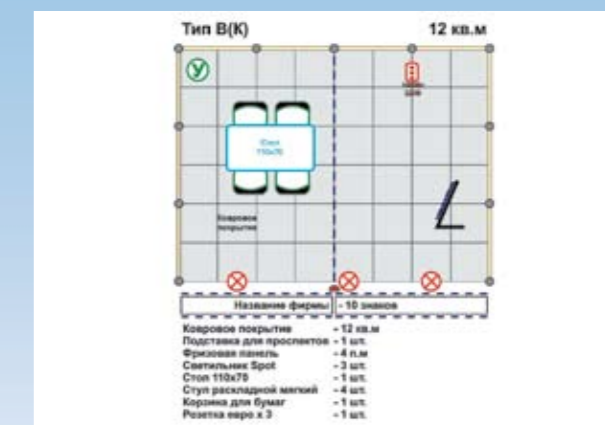 Тип В(К) 12 кв.м
У
Стол
110х70
Ковровое
покрытие
Название фирмы - 10 знаков
Ковровое покрытие - 12 кв.м
Подставка для проспектов - 1 шт.
Фризовая панель - 4 п.м
Светильник Spot - 3 шт.
Стол 110х70 - 1 шт.
Стул раскладной мягкий - 4 шт.
Корзина для бумаг - 1 шт.
Розетка евро х 3 - 1 шт.